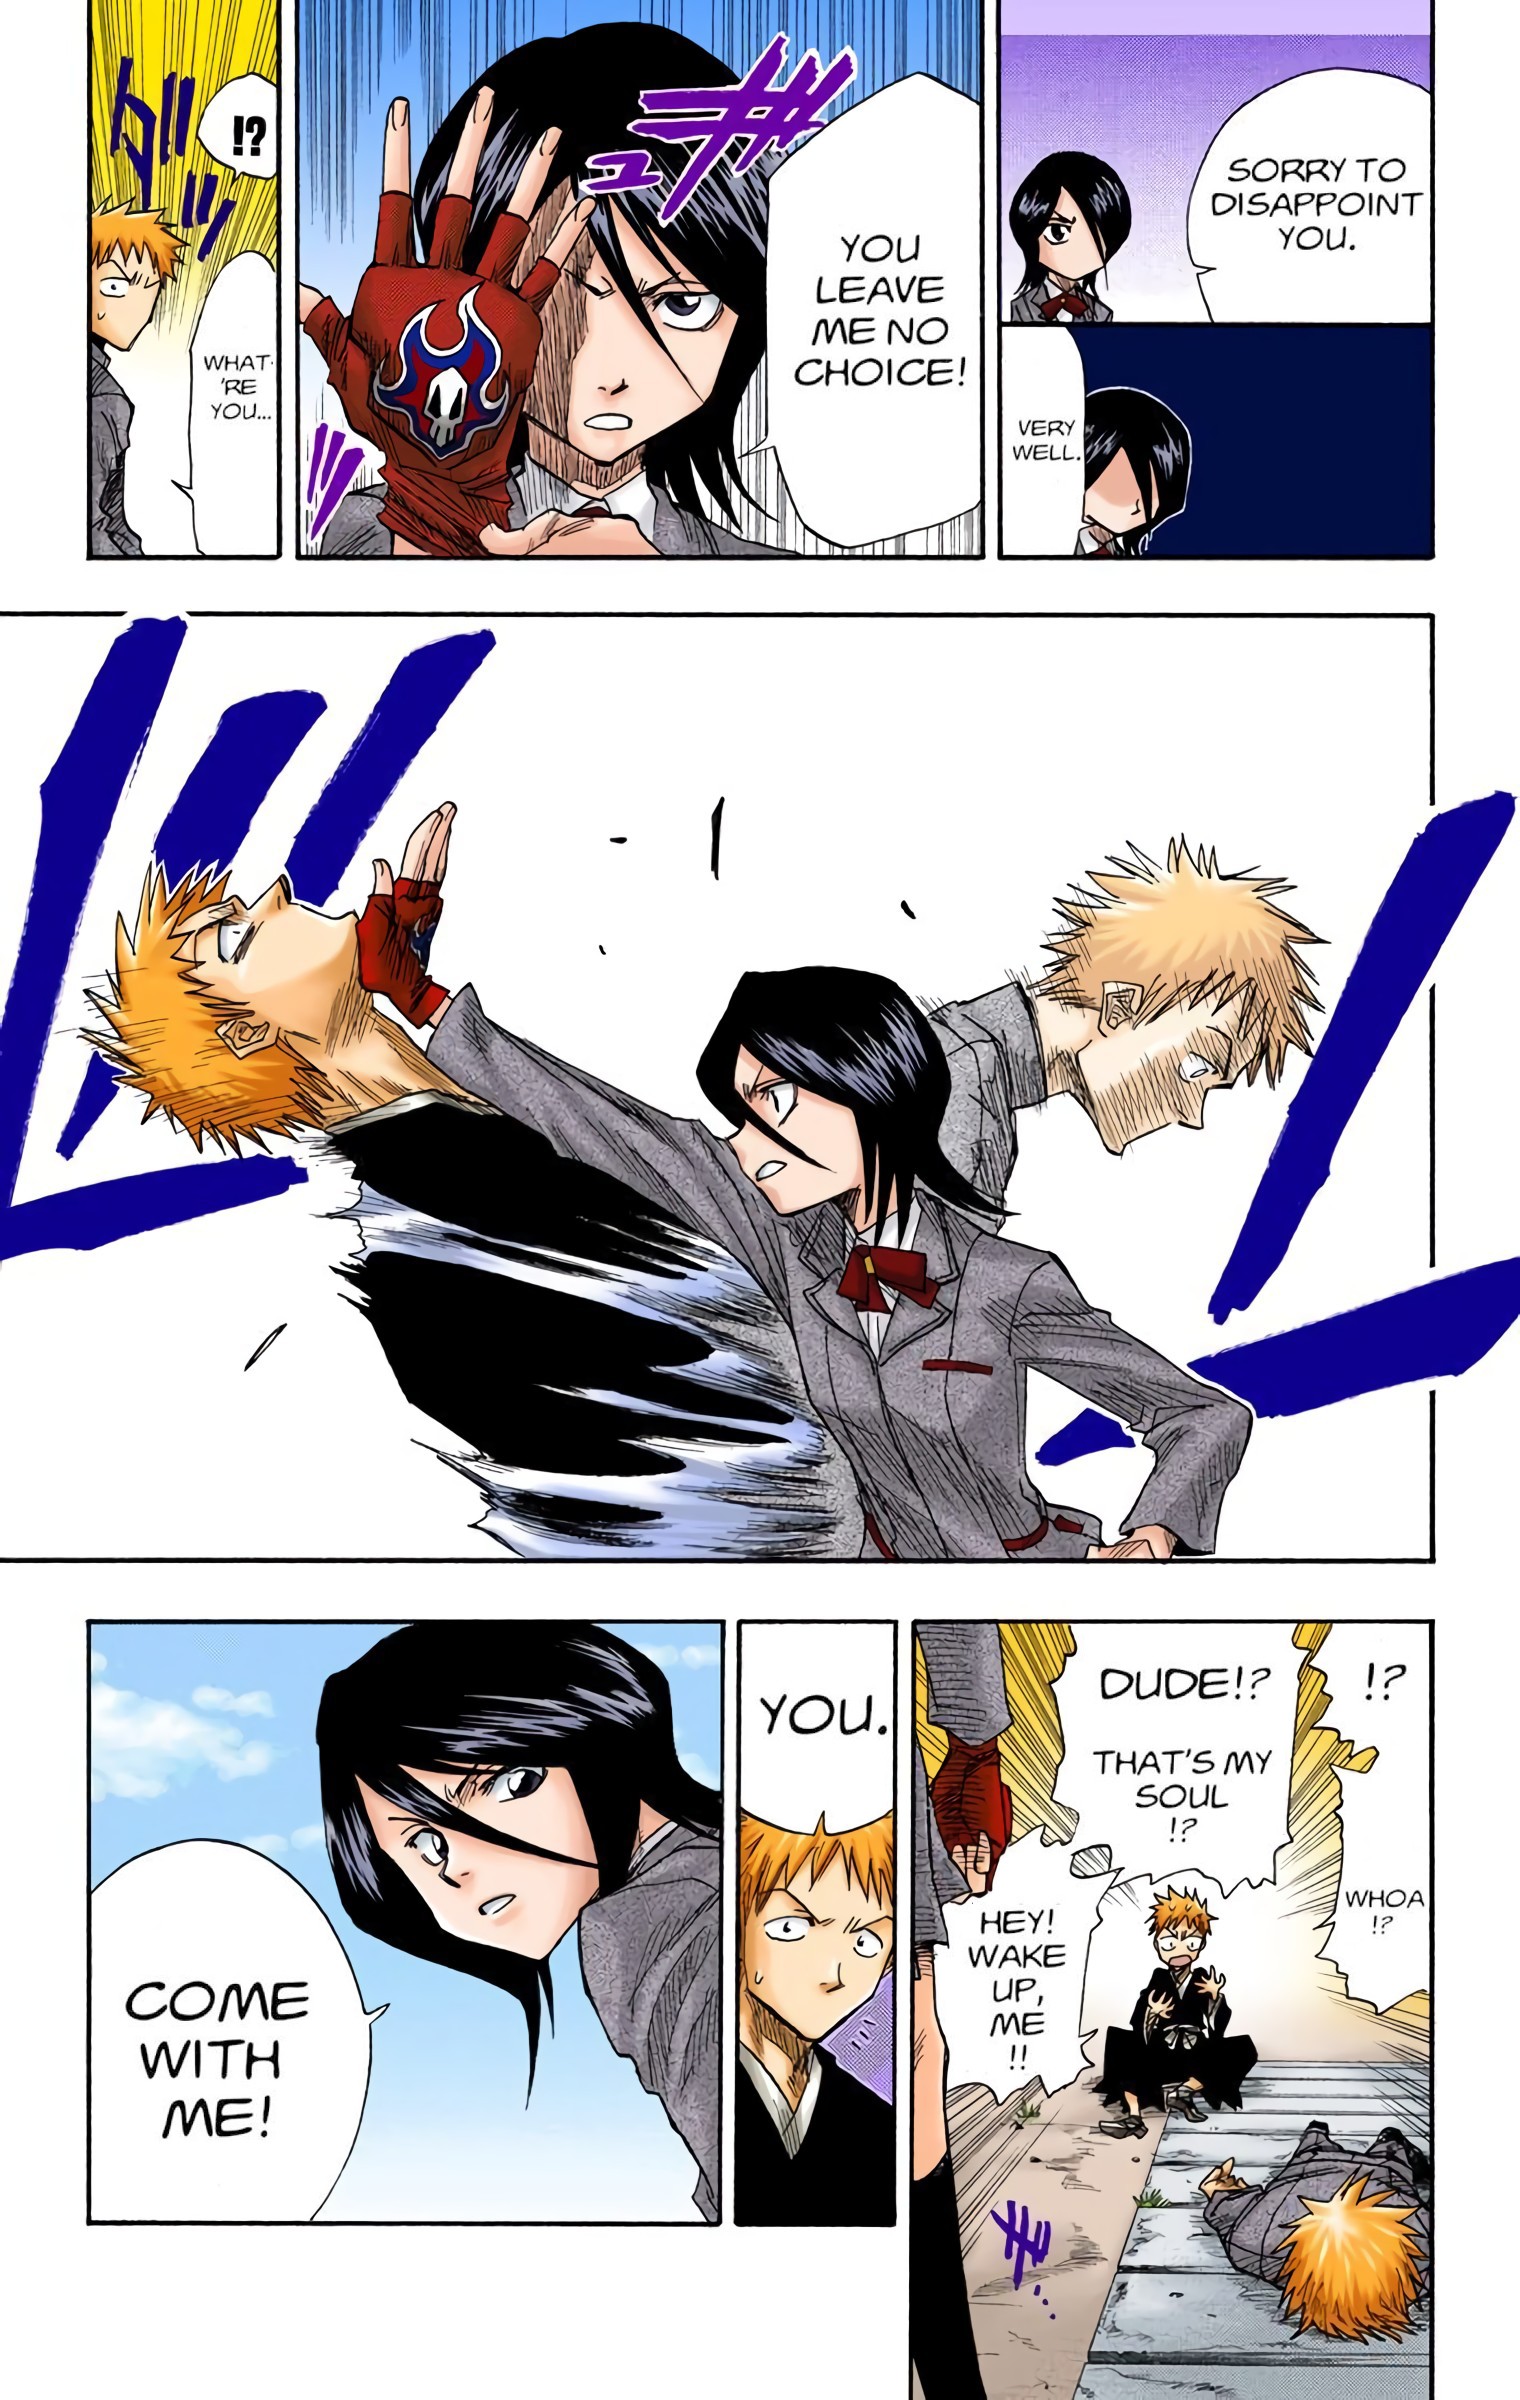 SORRY TO
DISAPPOINT
YOU.
VERY
WELL.
YOU
LEAVE
ME NO
CHOICE!
!?
WHAT-
'RE
YOU...
!?
WHOA
!?
DUDE!?
THAT'S MY
SOUL
!?
HEY!
WAKE
UP,
ME
!!
YOU.
COME
WITH
ME!